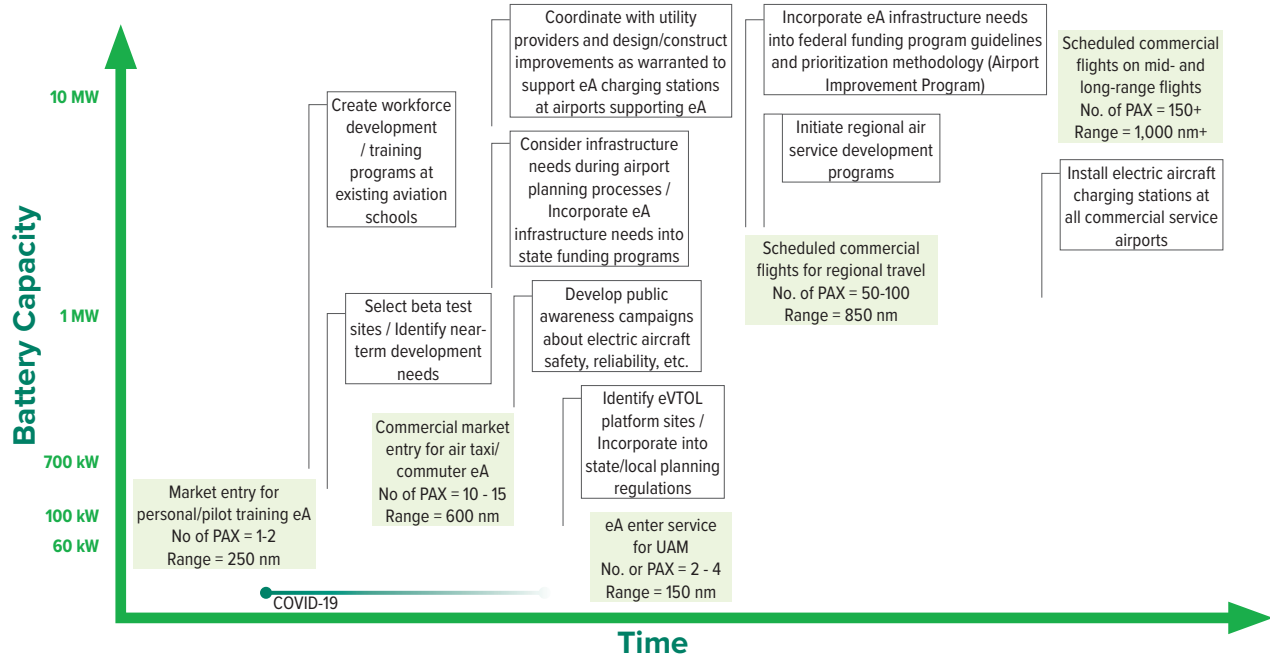 Battery Capacity
10 MW
1 MW
700 kW
100 kW
60 kW
Market entry for
personal/pilot training eA
No of PAX = 1-2
Range = 250 nm
Create workforce
development
/ training
programs at
existing aviation
schools
Select beta test
sites / Identify near-
term development
needs
Commercial market
entry for air taxi/
commuter eA
No of PAX = 10 - 15
Range = 600 nm
Coordinate with utility
providers and design/construct
improvements as warranted to
support eA charging stations
at airports supporting eA
Consider infrastructure
needs during airport
planning processes /
Incorporate eA
infrastructure needs into
state funding programs
Develop public
awareness campaigns
about electric aircraft
safety, reliability, etc.
Identify eVTOL
platform sites /
Incorporate into
state/local planning
regulations
eA enter service
for UAM
No. or PAX = 2 - 4
Range = 150 nm
Incorporate eA infrastructure needs
into federal funding program guidelines
and prioritization methodology (Airport
Improvement Program)
Initiate regional air
service development
programs
Scheduled commercial
flights for regional travel
No. of PAX = 50-100
Range = 850 nm
Scheduled commercial
flights on mid- and
long-range flights
No. of PAX = 150+
Range = 1,000 nm+
Install electric aircraft
charging stations at
all commercial service
airports
COVID-19
Time